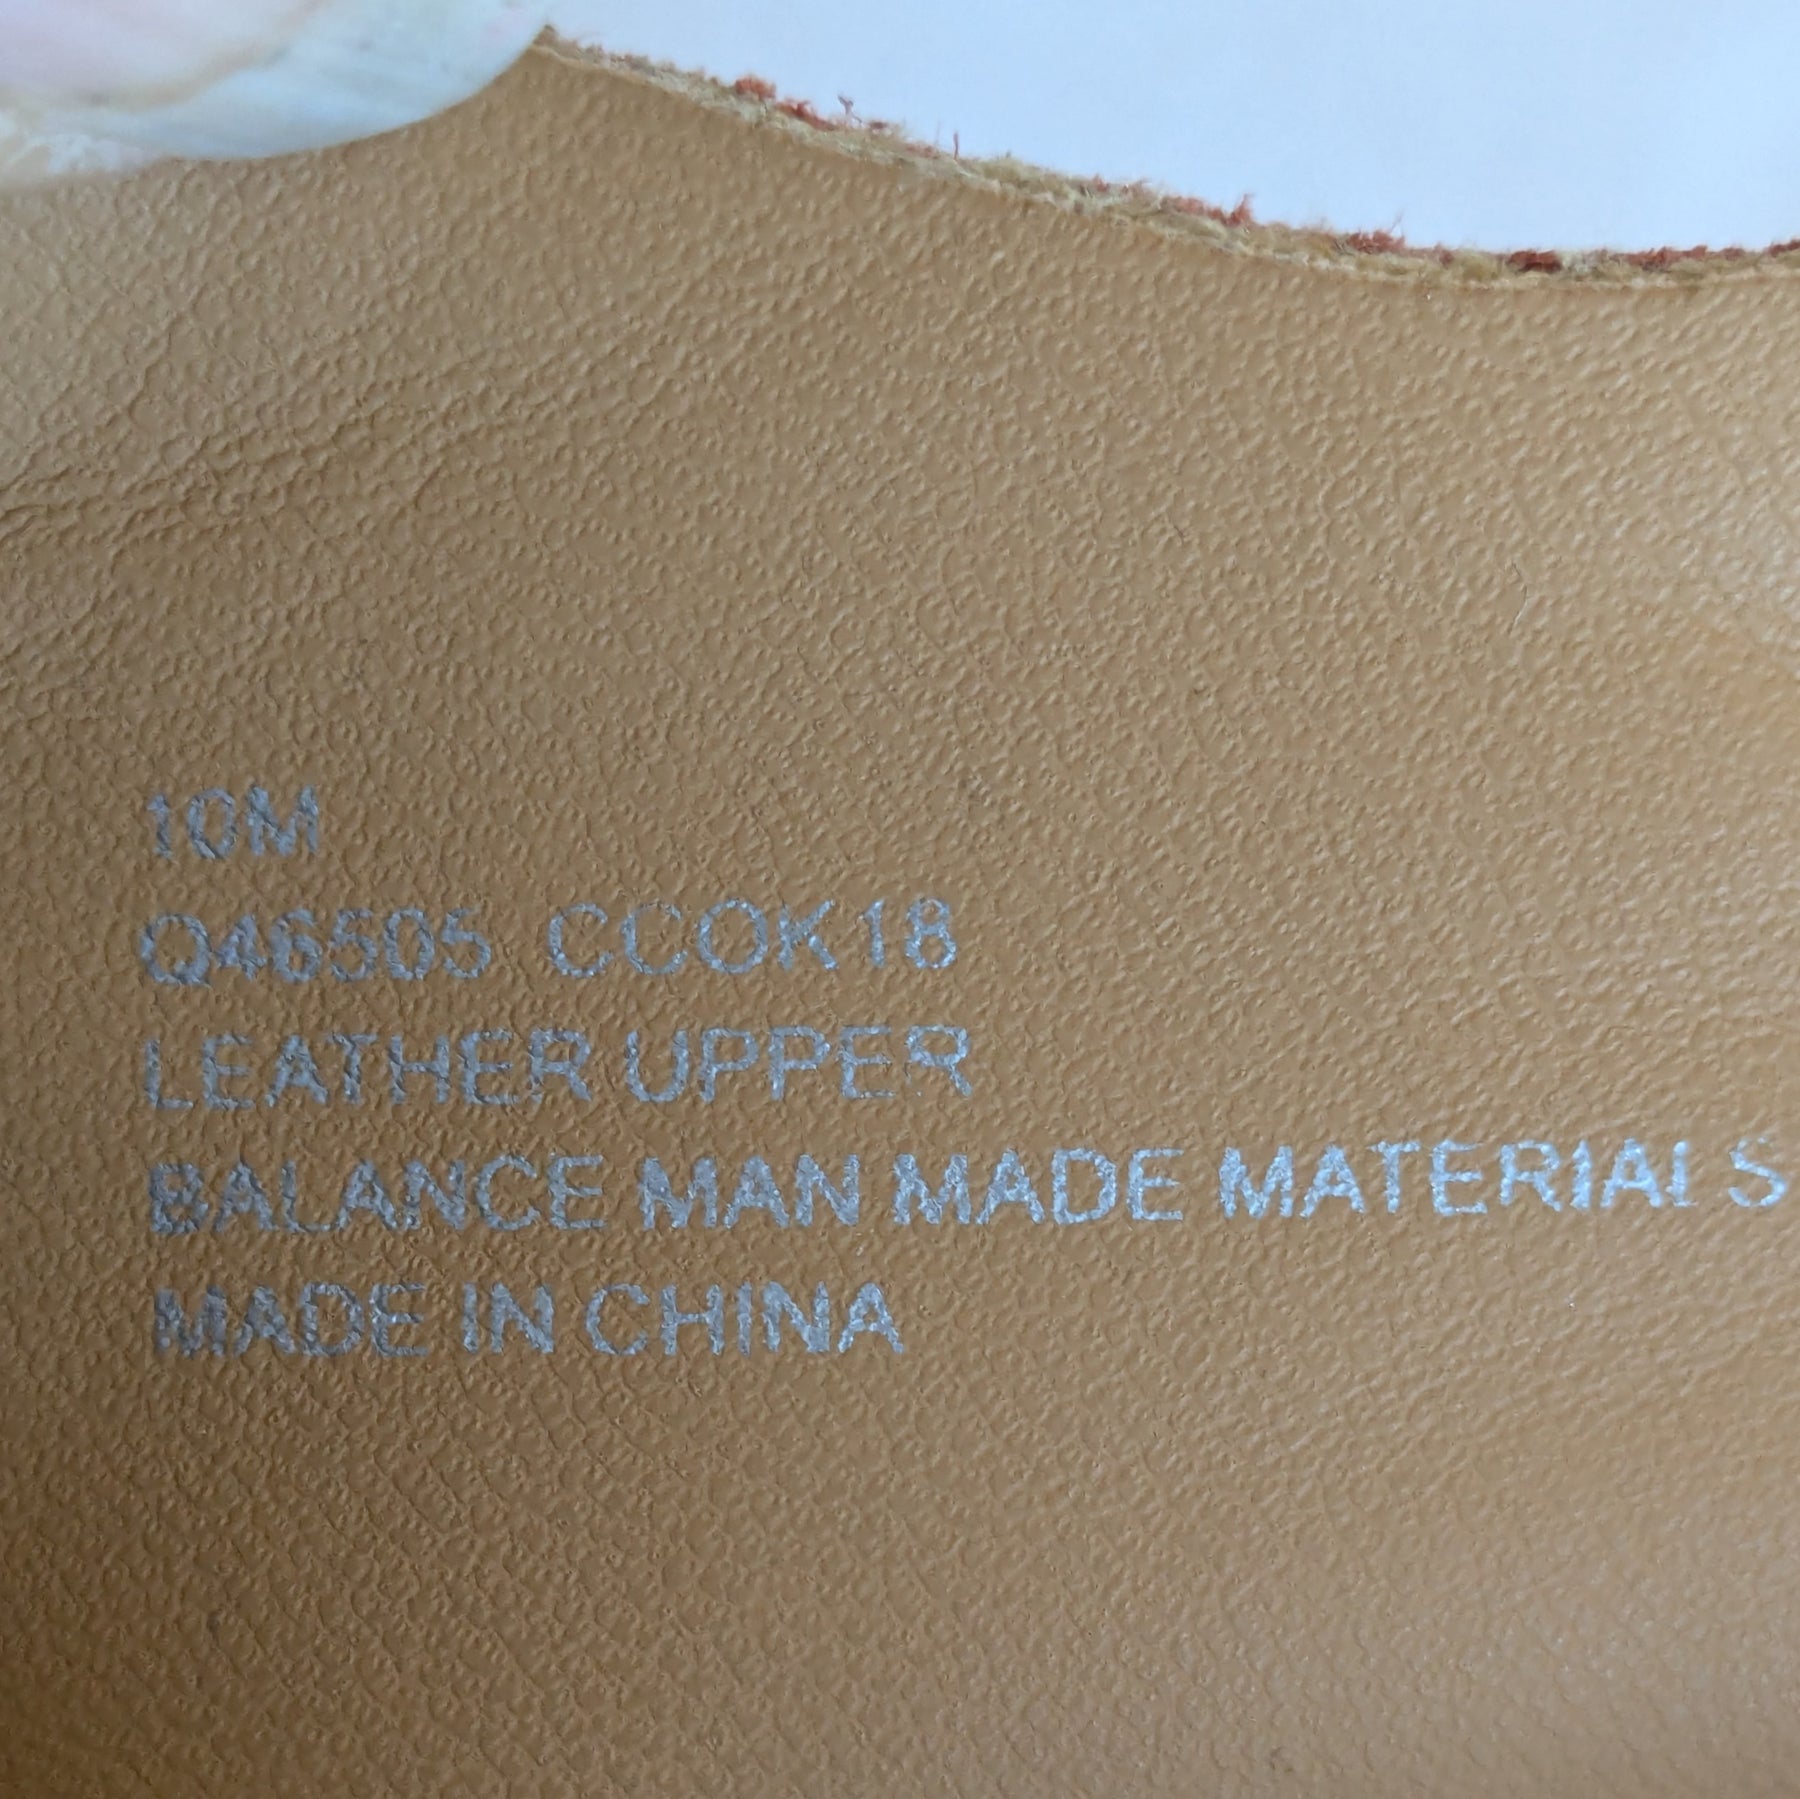 10M
Q46505 CCOK18
LEATHER UPPER
BALANCE MAN MADE MATERIALS
MADE IN CHINA